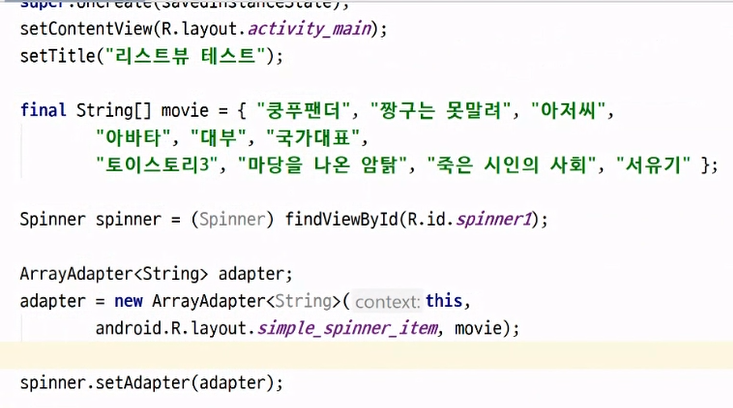 super.onCreate(savedInstanceState);
setContentView(R.layout.activity_main);
setTitle("리스트뷰 테스트");
final String[] movie = { "쿵푸팬더", "짱구는 못말려", "아저씨",
"아바타", "대부", "국가대표",
"토이스토리3", "마당을 나온 암탉", "죽은 시인의 사회", "서유기" };
Spinner spinner = (Spinner) findViewById(R.id.spinner1);
ArrayAdapter<String> adapter;
adapter = new ArrayAdapter<String>( context: this,
android.R.layout.simple_spinner_item, movie);
spinner.setAdapter(adapter);